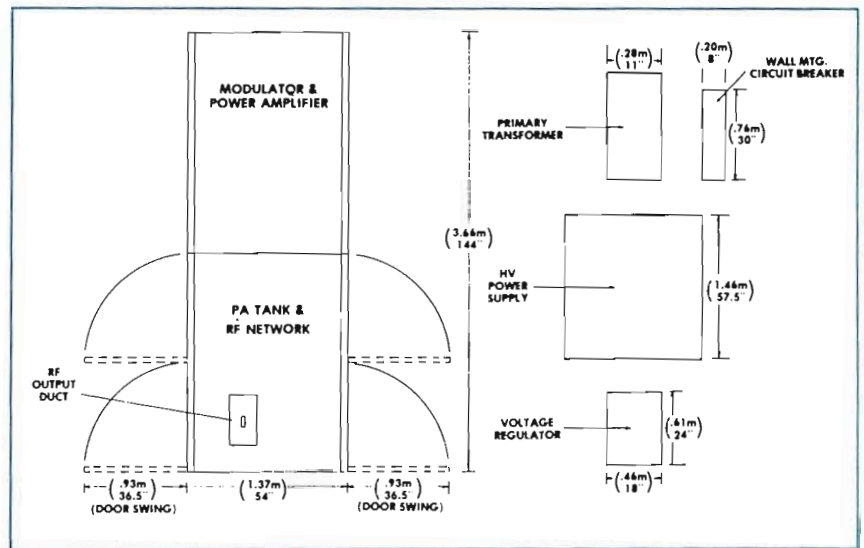 MODULATOR &
POWER AMPLIFIER
(3.66m
144")
PA TANK &
RF NETWORK
RF
OUTPUT
DUCT
(.93m
36.5")
(DOOR SWING)
(1.37m
54")
(.93m
36.5")
(DOOR SWING)
(.28m
11")
(.20m
8")
WALL MTG.
CIRCUIT BREAKER
PRIMARY
TRANSFORMER
(.76m
30")
HV
POWER
SUPPLY
(1.46m
57.5")
VOLTAGE
REGULATOR
(.61m
24")
(.46m
18")